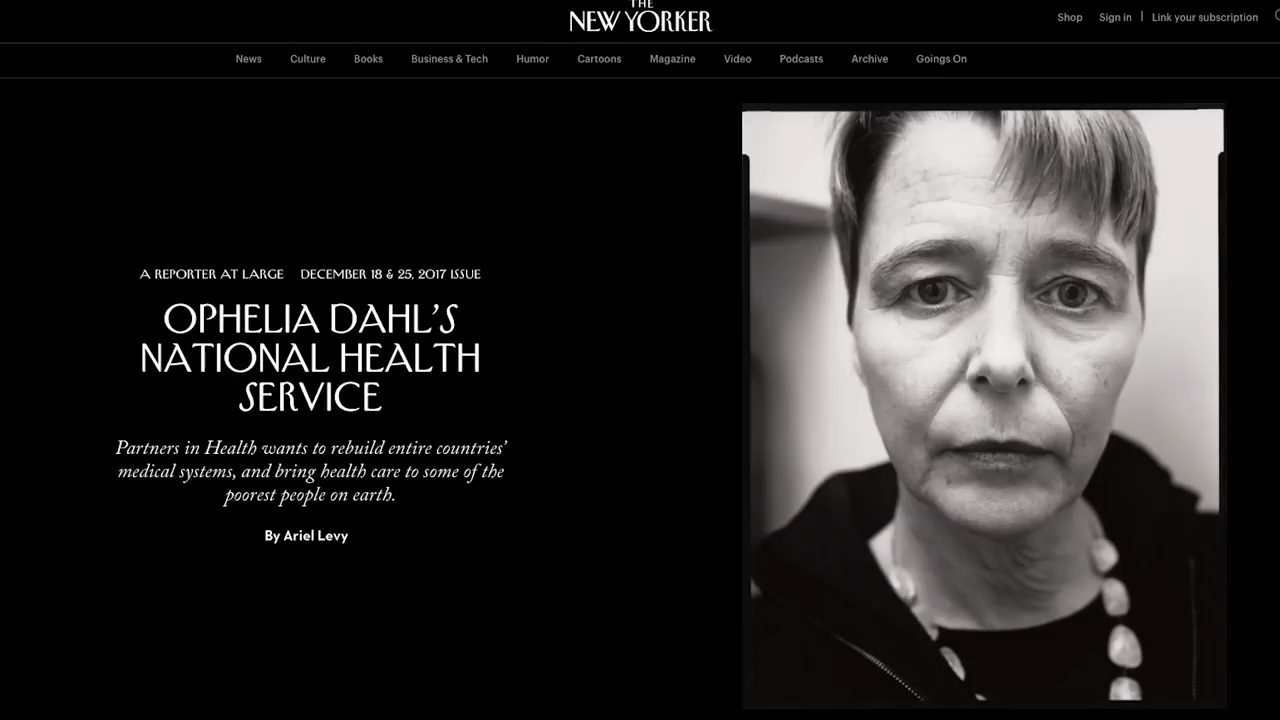 THE
NEW YORKER
Shop Sign in | Link your subscription
News Culture Books Business & Tech Humor Cartoons Magazine Video Podcasts Archive Goings On
A REPORTER AT LARGE DECEMBER 18 & 25, 2017 ISSUE
OPHELIA DAHL’S
NATIONAL HEALTH
SERVICE
Partners in Health wants to rebuild entire countries’
medical systems, and bring health care to some of the
poorest people on earth.
By Ariel Levy